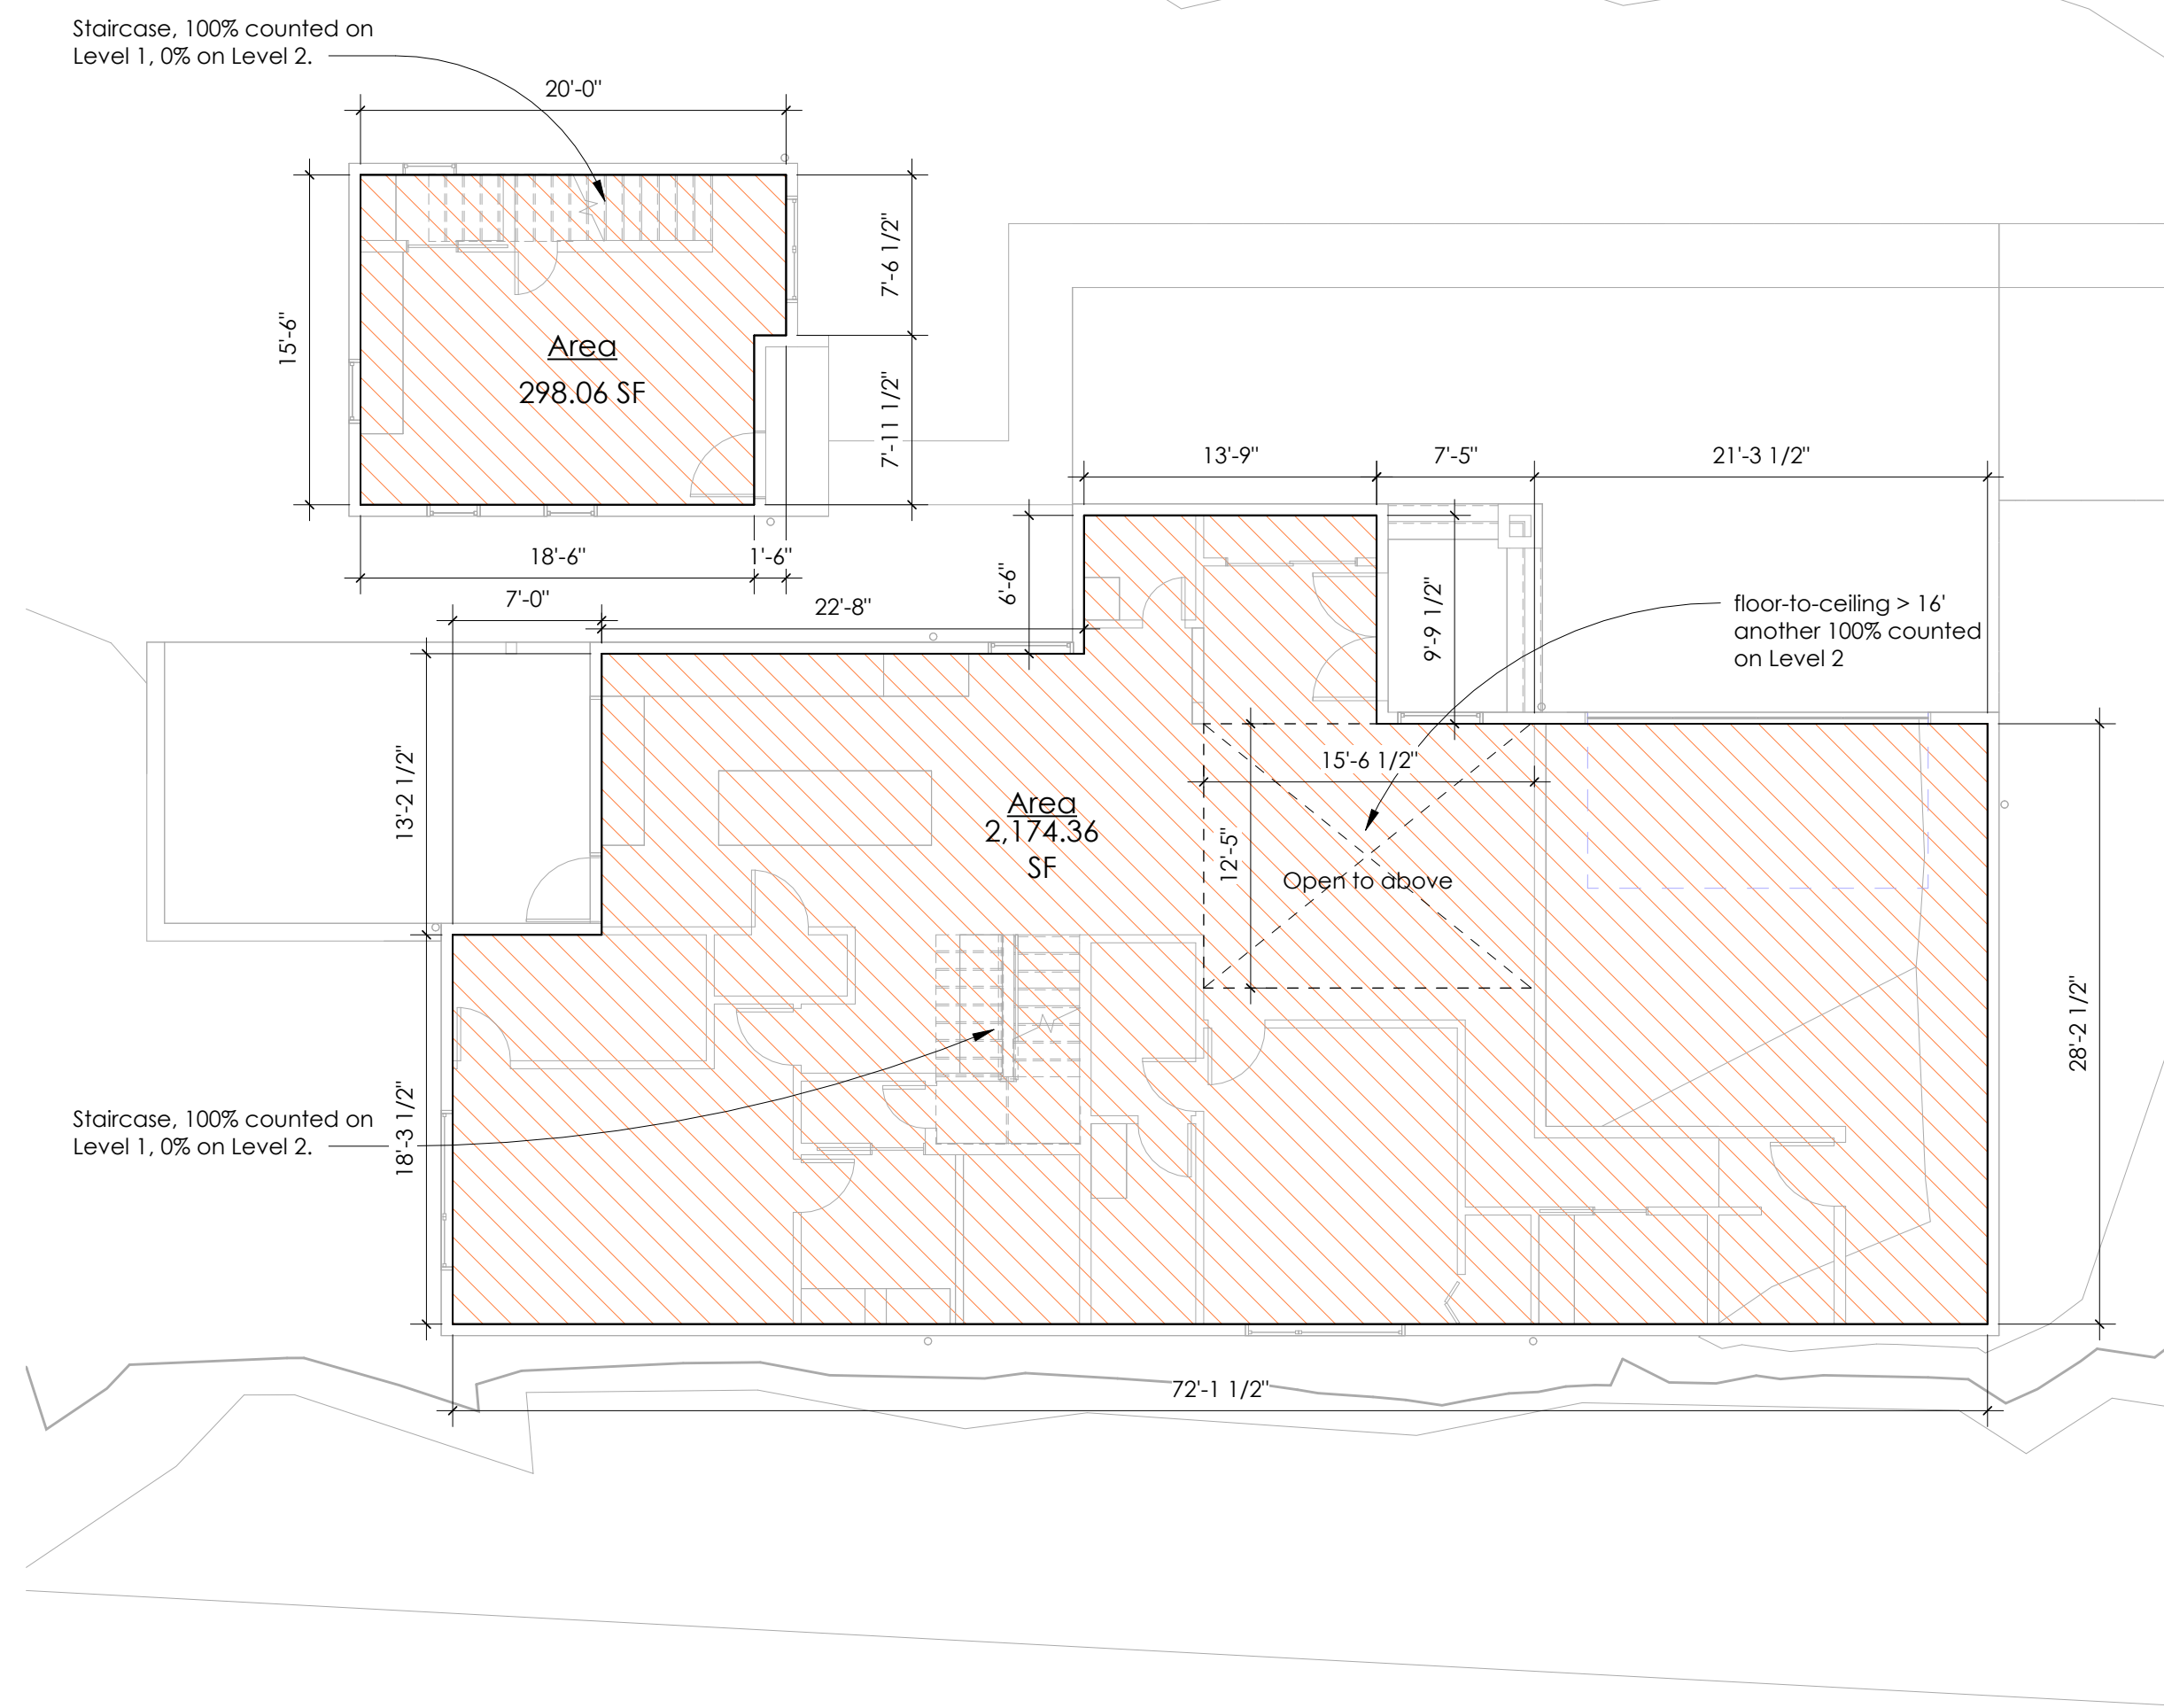 Staircase, 100% counted on
Level 1, 0% on Level 2.
20'-0"
15'-6"
7'-6 1/2"
7'-11 1/2"
Area
298.06 SF
18'-6"
1'-6"
13'-9"
7'-5"
21'-3 1/2"
7'-0"
22'-8"
6'-6"
9'-9 1/2"
floor-to-ceiling > 16'
another 100% counted
on Level 2
13'-2 1/2"
15'-6 1/2"
12'-5"
Area
2,174.36
SF
Open to above
28'-2 1/2"
18'-3 1/2"
Staircase, 100% counted on
Level 1, 0% on Level 2.
72'-1 1/2"